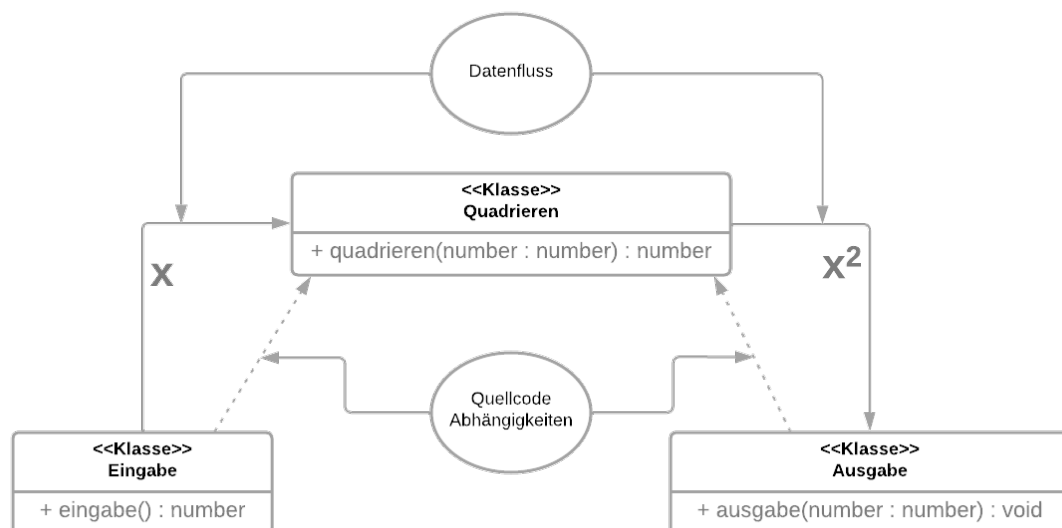 Datenfluss
<<Klasse>>
Quadrieren
+ quadrieren(number : number) : number
X
X²
Quellcode
Abhängigkeiten
<<Klasse>>
Eingabe
+ eingabe() : number
<<Klasse>>
Ausgabe
+ ausgabe(number : number) : void